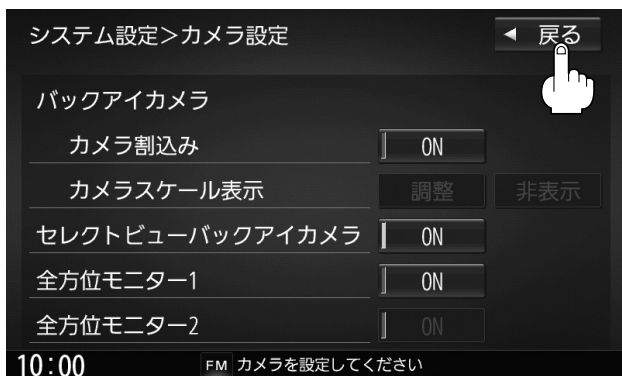 システム設定＞カメラ設定 ◀ 戻る
バックアイカメラ
カメラ割込み ON
カメラスケール表示 調整 非表示
セレクトビューバックアイカメラ ON
全方位モニター1 ON
全方位モニター2 ON
10:00 FM カメラを設定してください